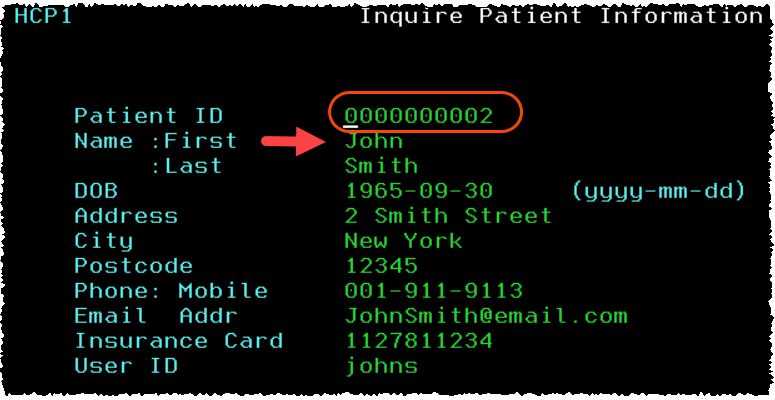 HCP1 Inquire Patient Information
Patient ID 0000000002
Name :First John
:Last Smith
DOB 1965-09-30 (yyyy-mm-dd)
Address 2 Smith Street
City New York
Postcode 12345
Phone: Mobile 001-911-9113
Email Addr JohnSmith@email.com
Insurance Card 1127811234
User ID johns